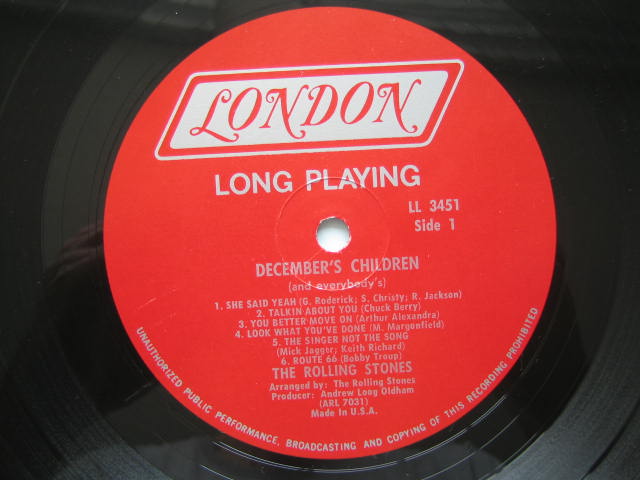 LONDON
LONG PLAYING
LL 3451
Side 1
DECEMBER'S CHILDREN
(and everybody's)
1. SHE SAID YEAH (G. Roderick; S. Christy; R. Jackson)
2. TALKIN ABOUT YOU (Chuck Berry)
3. YOU BETTER MOVE ON (Arthur Alexandra)
4. LOOK WHAT YOU'VE DONE (M. Morgonfield)
5. THE SINGER NOT THE SONG
(Mick Jagger; Keith Richard)
6. ROUTE 66 (Bobby Troup)
THE ROLLING STONES
Arranged by: The Rolling Stones
Producer: Andrew Long Oldham
(ARL 7031)
Made in U.S.A.
UNAUTHORIZED PUBLIC PERFORMANCE, BROADCASTING AND COPYING OF THIS RECORDING PROHIBITED